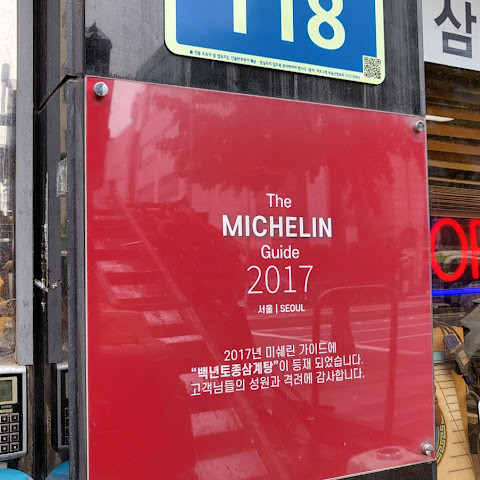 118
삼
The
MICHELIN
Guide
2017
서울 | SEOUL
2017년 미쉐린 가이드에
“백년토종삼계탕”이 등재 되었습니다.
고객님들의 성원과 격려에 감사합니다.